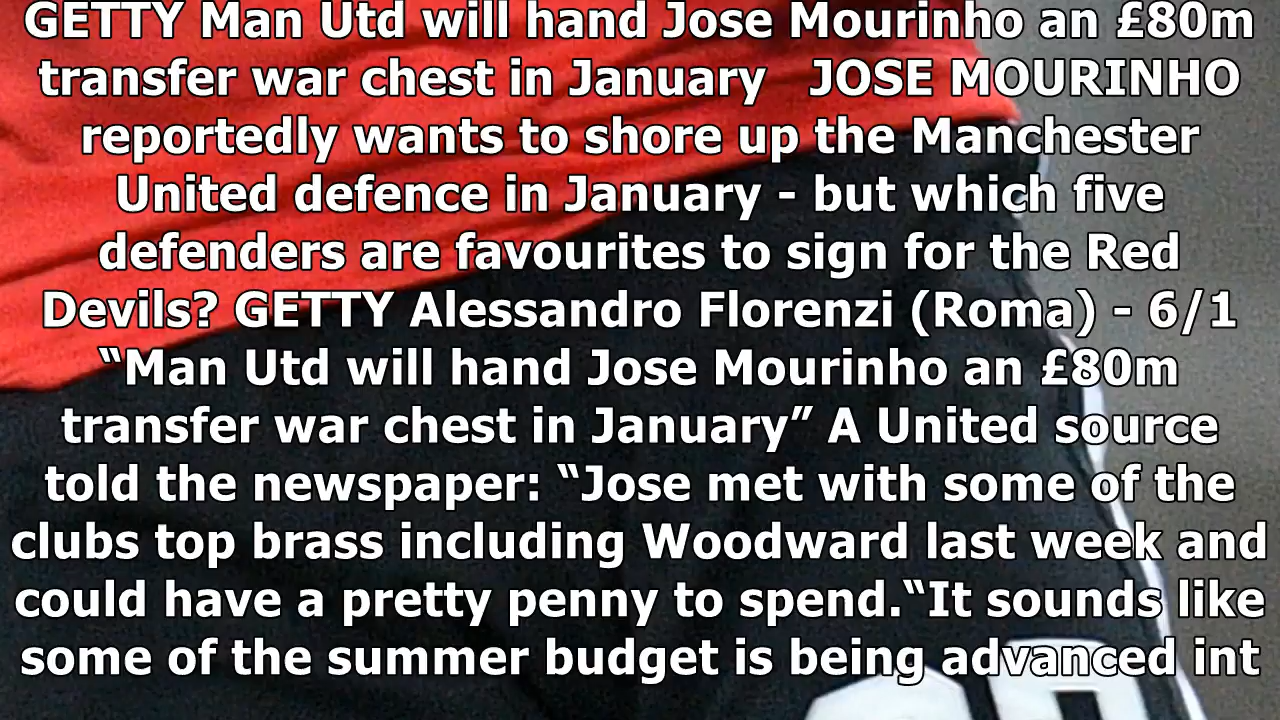 GETTY Man Utd will hand Jose Mourinho an £80m
transfer war chest in January JOSE MOURINHO
reportedly wants to shore up the Manchester
United defence in January - but which five
defenders are favourites to sign for the Red
Devils? GETTY Alessandro Florenzi (Roma) - 6/1
“Man Utd will hand Jose Mourinho an £80m
transfer war chest in January” A United source
told the newspaper: “Jose met with some of the
clubs top brass including Woodward last week and
could have a pretty penny to spend.“It sounds like
some of the summer budget is being advanced int